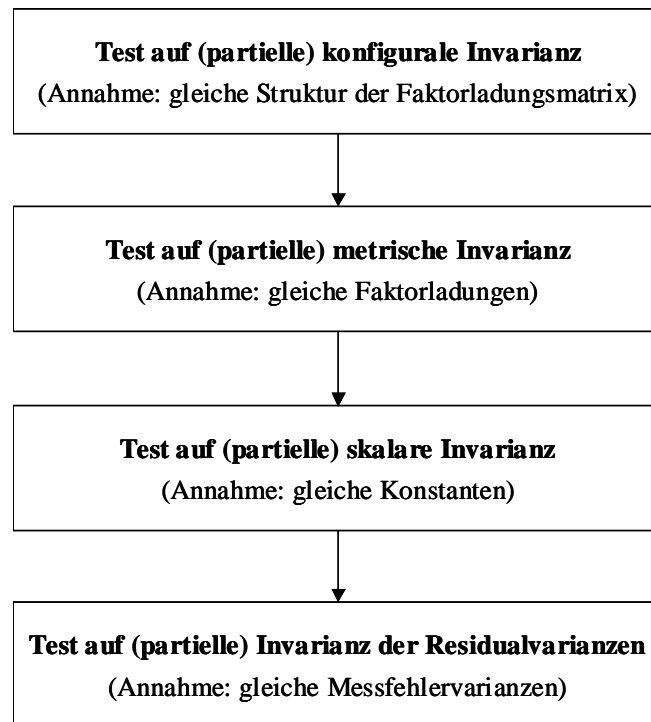 Test auf (partielle) konfigurale Invarianz
(Annahme: gleiche Struktur der Faktorladungsmatrix)
Test auf (partielle) metrische Invarianz
(Annahme: gleiche Faktorladungen)
Test auf (partielle) skalare Invarianz
(Annahme: gleiche Konstanten)
Test auf (partielle) Invarianz der Residualvarianzen
(Annahme: gleiche Messfehlervarianzen)